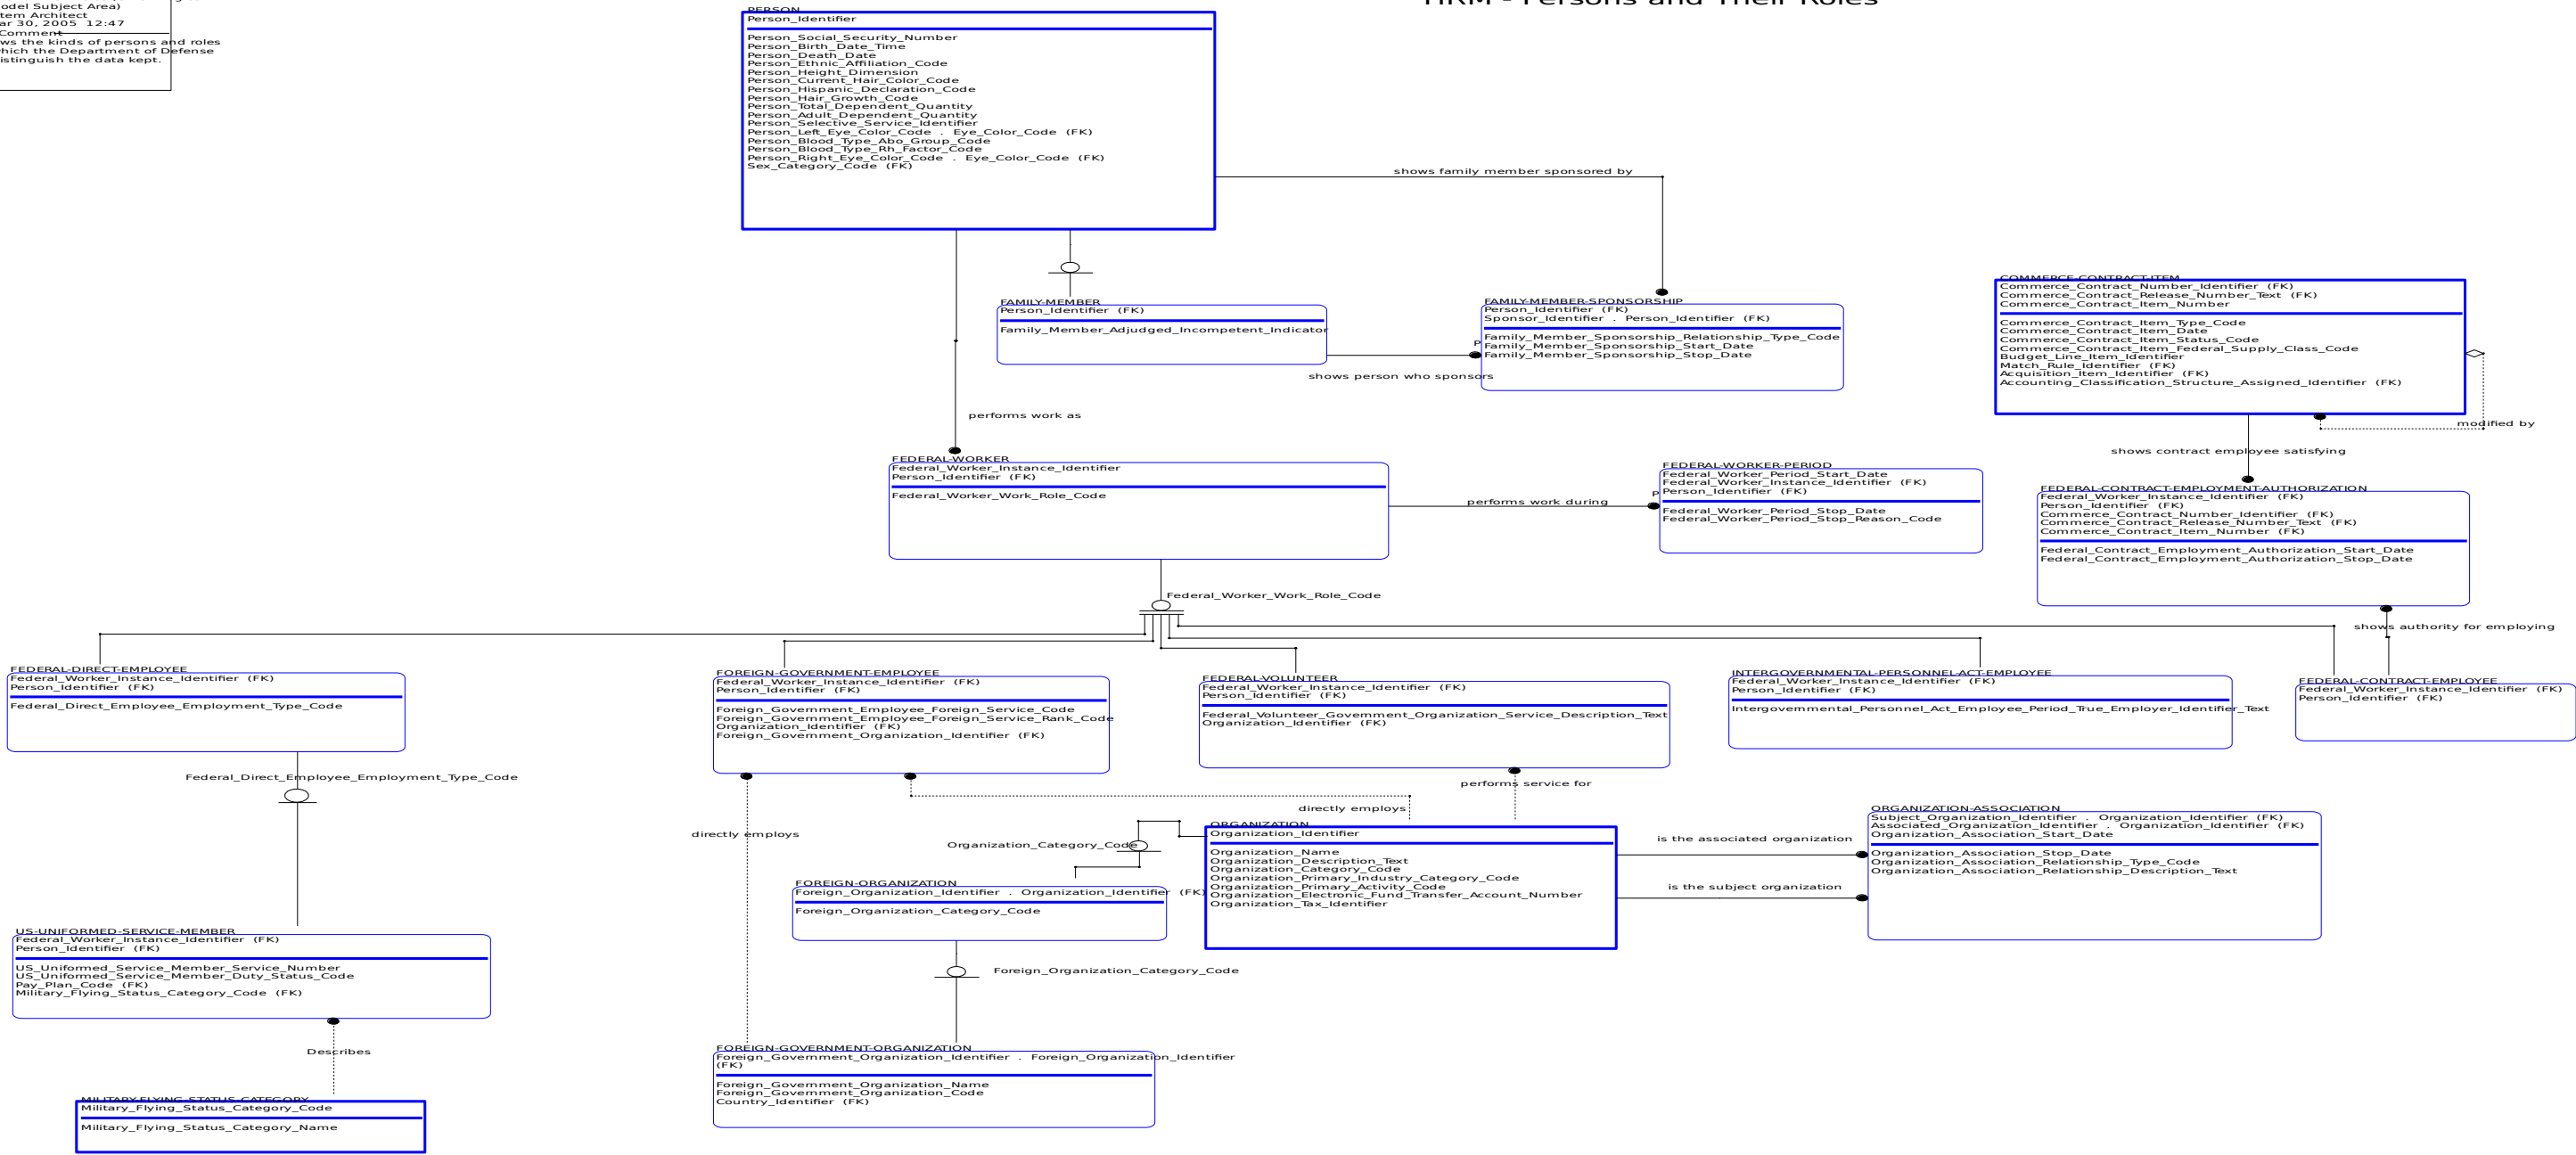 odel Subject Area)
tem Architect
ar 30, 2005 12:47
Comment
ws the kinds of persons and roles
which the Department of Defense
istinguish the data kept.
HRM - Persons and Their Roles
PERSON
Person_Identifier
Person_Social_Security_Number
Person_Birth_Date_Time
Person_Death_Date
Person_Ethnic_Affiliation_Code
Person_Height_Dimension
Person_Current_Hair_Color_Code
Person_Hispanic_Declaration_Code
Person_Hair_Growth_Code
Person_Total_Dependent_Quantity
Person_Adult_Dependent_Quantity
Person_Selective_Service_Identifier
Person_Left_Eye_Color_Code . Eye_Color_Code (FK)
Person_Blood_Type_Abo_Group_Code
Person_Blood_Type_Rh_Factor_Code
Person_Right_Eye_Color_Code . Eye_Color_Code (FK)
Sex_Category_Code (FK)
shows family member sponsored by
FAMILY-MEMBER
Person_Identifier (FK)
Family_Member_Adjudged_Incompetent_Indicator
FAMILY-MEMBER-SPONSORSHIP
Person_Identifier (FK)
Sponsor_Identifier . Person_Identifier (FK)
Family_Member_Sponsorship_Relationship_Type_Code
Family_Member_Sponsorship_Start_Date
Family_Member_Sponsorship_Stop_Date
P
shows person who sponsors
COMMERCE-CONTRACT-ITEM
Commerce_Contract_Number_Identifier (FK)
Commerce_Contract_Release_Number_Text (FK)
Commerce_Contract_Item_Number
Commerce_Contract_Item_Type_Code
Commerce_Contract_Item_Date
Commerce_Contract_Item_Status_Code
Commerce_Contract_Item_Federal_Supply_Class_Code
Budget_Line_Item_Identifier
Match_Rule_Identifier (FK)
Acquisition_Item_Identifier (FK)
Accounting_Classification_Structure_Assigned_Identifier (FK)
modified by
performs work as
shows contract employee satisfying
FEDERAL-WORKER
Federal_Worker_Instance_Identifier
Person_Identifier (FK)
Federal_Worker_Work_Role_Code
performs work during
P
FEDERAL-WORKER-PERIOD
Federal_Worker_Period_Start_Date
Federal_Worker_Instance_Identifier (FK)
Person_Identifier (FK)
Federal_Worker_Period_Stop_Date
Federal_Worker_Period_Stop_Reason_Code
FEDERAL-CONTRACT-EMPLOYMENT-AUTHORIZATION
Federal_Worker_Instance_Identifier (FK)
Person_Identifier (FK)
Commerce_Contract_Number_Identifier (FK)
Commerce_Contract_Release_Number_Text (FK)
Commerce_Contract_Item_Number (FK)
Federal_Contract_Employment_Authorization_Start_Date
Federal_Contract_Employment_Authorization_Stop_Date
Federal_Worker_Work_Role_Code
shows authority for employing
FEDERAL-DIRECT-EMPLOYEE
Federal_Worker_Instance_Identifier (FK)
Person_Identifier (FK)
Federal_Direct_Employee_Employment_Type_Code
FOREIGN-GOVERNMENT-EMPLOYEE
Federal_Worker_Instance_Identifier (FK)
Person_Identifier (FK)
Foreign_Government_Employee_Foreign_Service_Code
Foreign_Government_Employee_Foreign_Service_Rank_Code
Organization_Identifier (FK)
Foreign_Government_Organization_Identifier (FK)
FEDERAL-VOLUNTEER
Federal_Worker_Instance_Identifier (FK)
Person_Identifier (FK)
Federal_Volunteer_Government_Organization_Service_Description_Text
Organization_Identifier (FK)
INTERGOVERNMENTAL-PERSONNEL-ACT-EMPLOYEE
Federal_Worker_Instance_Identifier (FK)
Person_Identifier (FK)
Intergovernmental_Personnel_Act_Employee_Period_True_Employer_Identifier_Text
FEDERAL-CONTRACT-EMPLOYEE
Federal_Worker_Instance_Identifier (FK)
Person_Identifier (FK)
Federal_Direct_Employee_Employment_Type_Code
performs service for
directly employs
directly employs
Organization_Category_Code
ORGANIZATION
Organization_Identifier
Organization_Name
Organization_Description_Text
Organization_Category_Code
Organization_Primary_Industry_Category_Code
Organization_Primary_Activity_Code
Organization_Electronic_Fund_Transfer_Account_Number
Organization_Tax_Identifier
is the associated organization
is the subject organization
ORGANIZATION-ASSOCIATION
Subject_Organization_Identifier . Organization_Identifier (FK)
Associated_Organization_Identifier . Organization_Identifier (FK)
Organization_Association_Start_Date
Organization_Association_Stop_Date
Organization_Association_Relationship_Type_Code
Organization_Association_Relationship_Description_Text
FOREIGN-ORGANIZATION
Foreign_Organization_Identifier . Organization_Identifier (FK)
Foreign_Organization_Category_Code
Foreign_Organization_Category_Code
US-UNIFORMED-SERVICE-MEMBER
Federal_Worker_Instance_Identifier (FK)
Person_Identifier (FK)
US_Uniformed_Service_Member_Service_Number
US_Uniformed_Service_Member_Duty_Status_Code
Pay_Plan_Code (FK)
Military_Flying_Status_Category_Code (FK)
Describes
FOREIGN-GOVERNMENT-ORGANIZATION
Foreign_Government_Organization_Identifier . Foreign_Organization_Identifier
(FK)
Foreign_Government_Organization_Name
Foreign_Government_Organization_Code
Country_Identifier (FK)
MILITARY-FLYING-STATUS-CATEGORY
Military_Flying_Status_Category_Code
Military_Flying_Status_Category_Name